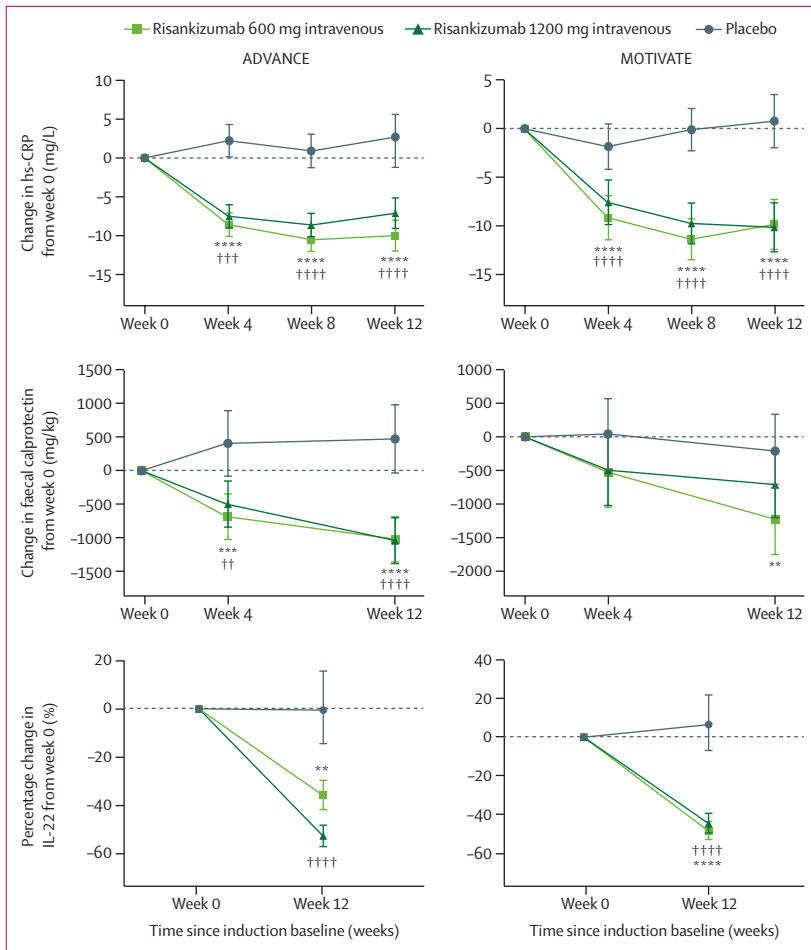 Risankizumab 600 mg intravenous
Risankizumab 1200 mg intravenous
Placebo
ADVANCE
MOTIVATE
Change in hs-CRP
from week 0 (mg/L)
10
5
0
−5
−10
−15
****
†††
****
††††
****
††††
Week 0
Week 4
Week 8
Week 12
5
0
−5
−10
−15
****
††††
****
††††
****
††††
Week 0
Week 4
Week 8
Week 12
Change in faecal calprotectin
from week 0 (mg/kg)
1500
1000
500
0
−500
−1000
−1500
***
††
****
††††
Week 0
Week 4
Week 12
1000
500
0
−500
−1000
−1500
−2000
**
Week 0
Week 4
Week 12
Percentage change in
IL-22 from week 0 (%)
20
0
−20
−40
−60
**
††††
Week 0
Week 12
Time since induction baseline (weeks)
60
40
20
0
−20
−40
−60
††††
****
Week 0
Week 12
Time since induction baseline (weeks)